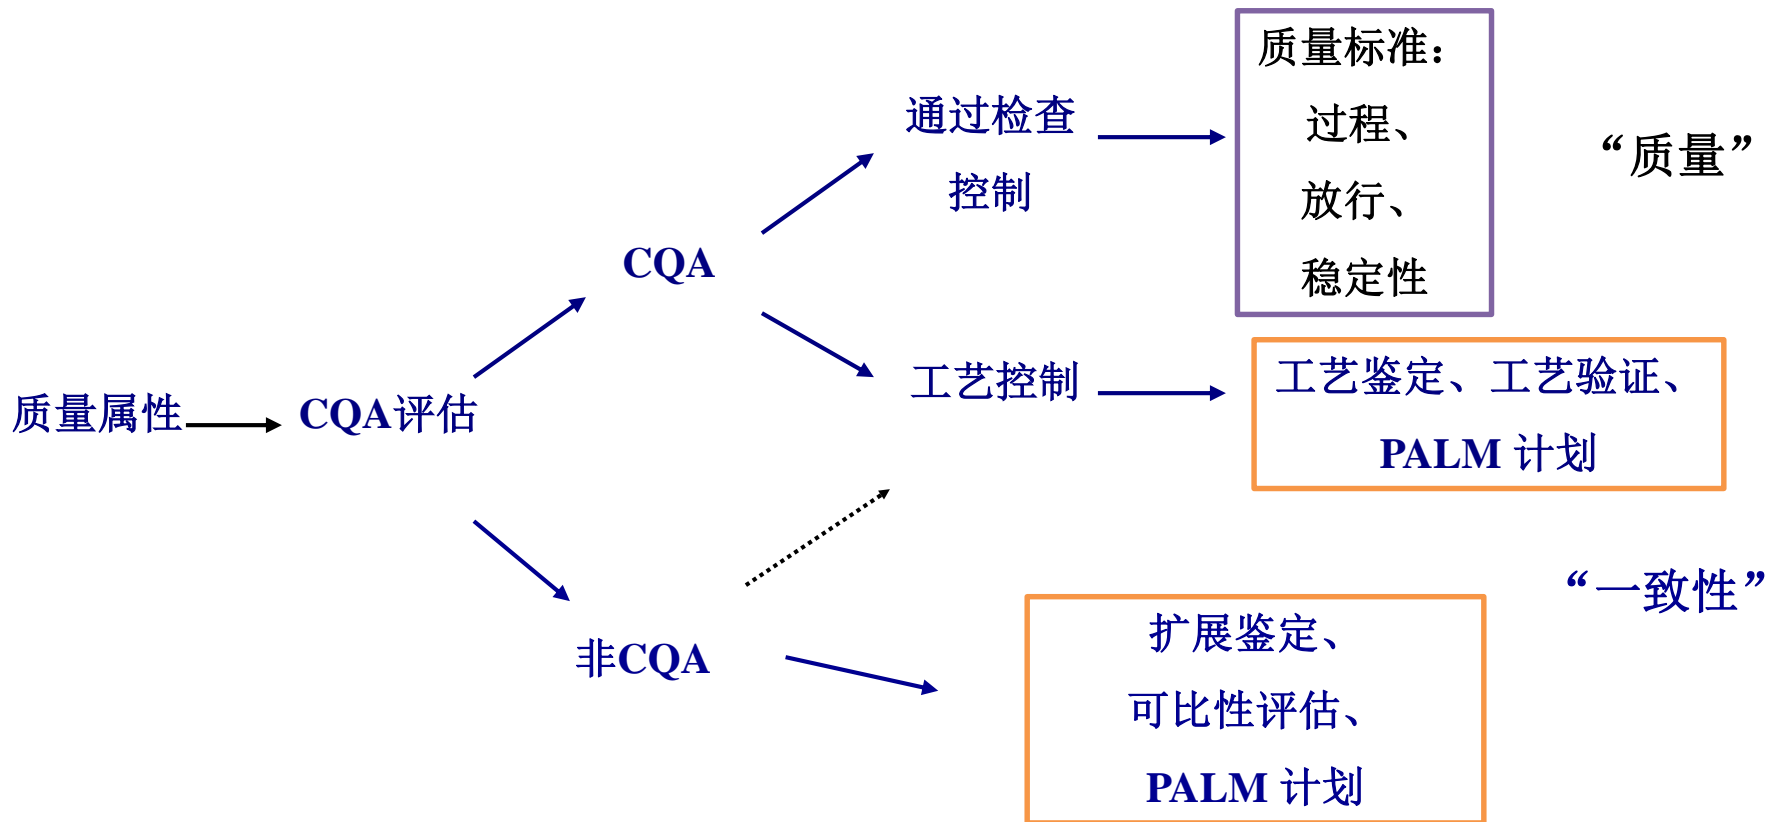 质量标准：
过程、
放行、
稳定性
“质量”
通过检查
控制
CQA
工艺控制
工艺鉴定、工艺验证、
PALM 计划
质量属性
CQA评估
“一致性”
非CQA
扩展鉴定、
可比性评估、
PALM 计划